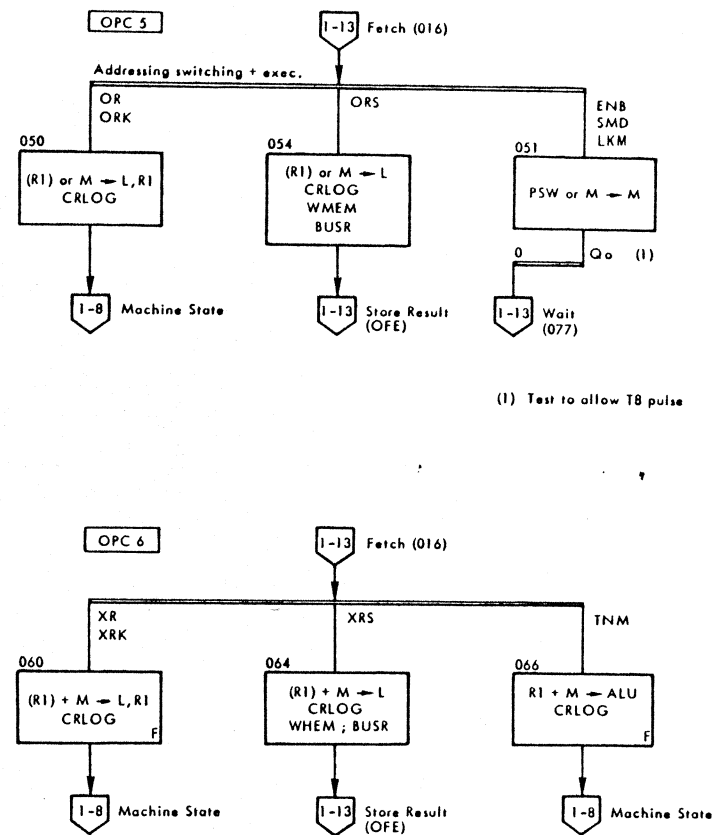 OPC 5
1-13 Fetch (016)
Addressing switching + exec.
OR
ORK
ORS
ENB
SMD
LKM
050
(R1) or M → L,R1
CRLOG
054
(R1) or M → L
CRLOG
WMEM
BUSR
051
PSW or M → M
0
Qo (1)
1-8 Machine State
1-13 Store Result
(OFE)
1-13 Wait
(077)
(1) Test to allow T8 pulse
OPC 6
1-13 Fetch (016)
XR
XRK
XRS
TNM
060
(R1) + M → L,R1
CRLOG
F
064
(R1) + M → L
CRLOG
WHEM ; BUSR
066
R1 + M → ALU
CRLOG
F
1-8 Machine State
1-13 Store Result
(OFE)
1-8 Machine State